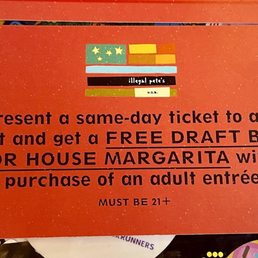 illegal pete's
u.s.a.
resent a same-day ticket to a
t and get a FREE DRAFT B
OR HOUSE MARGARITA wi
purchase of an adult entrée
MUST BE 21+
RUNNERS